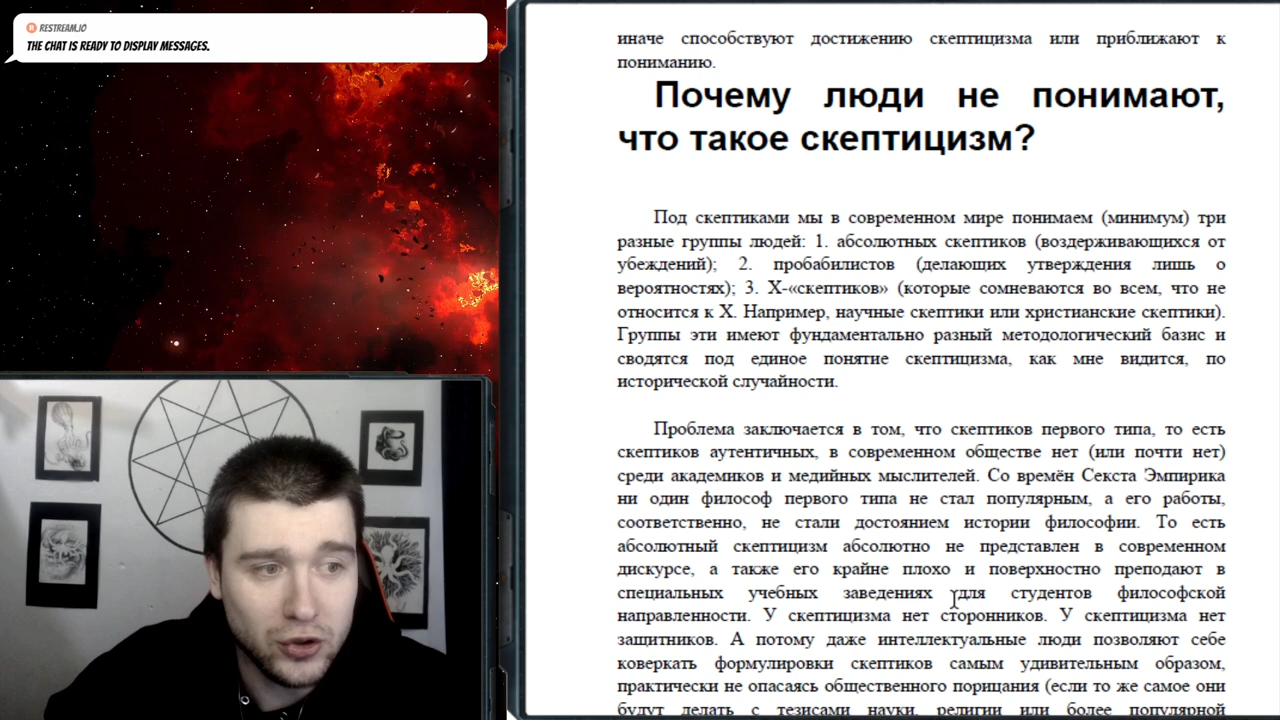 RESTREAM.IO
THE CHAT IS READY TO DISPLAY MESSAGES.
иначе способствуют достижению скептицизма или приближают к
пониманию.
Почему люди не понимают,
что такое скептицизм?
Под скептиками мы в современном мире понимаем (минимум) три
разные группы людей: 1. абсолютных скептиков (воздерживающихся от
убеждений); 2. пробабилистов (делающих утверждения лишь о
вероятностях); 3. Х-«скептиков» (которые сомневаются во всем, что не
относится к Х. Например, научные скептики или христианские скептики).
Группы эти имеют фундаментально разный методологический базис и
сводятся под единое понятие скептицизма, как мне видится, по
исторической случайности.
Проблема заключается в том, что скептиков первого типа, то есть
скептиков аутентичных, в современном обществе нет (или почти нет)
среди академиков и медийных мыслителей. Со времён Секста Эмпирика
ни один философ первого типа не стал популярным, а его работы,
соответственно, не стали достоянием истории философии. То есть
абсолютный скептицизм абсолютно не представлен в современном
дискурсе, а также его крайне плохо и поверхностно преподают в
специальных учебных заведениях для студентов философской
направленности. У скептицизма нет сторонников. У скептицизма нет
защитников. А потому даже интеллектуальные люди позволяют себе
коверкать формулировки скептиков самым удивительным образом,
практически не опасаясь общественного порицания (если то же самое они
будут делать с тезисами науки, религии или более популярной